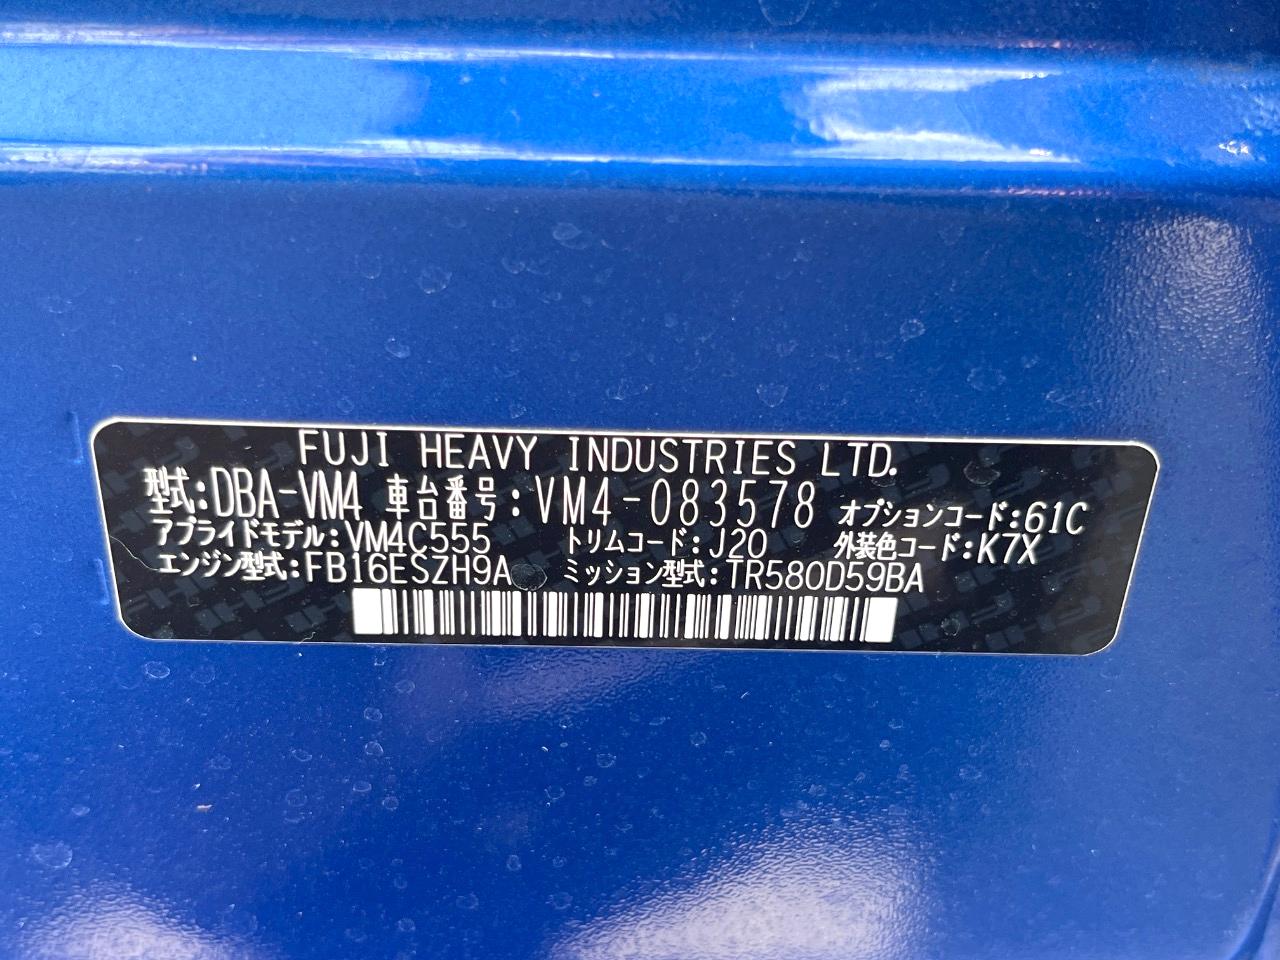 FUJI HEAVY INDUSTRIES LTD.
型式:DBA-VM4 車台番号:VM4-083578 オプションコード:61C
アプライドモデル:VM4C555 トリムコード:J20 外装色コード:K7X
エンジン型式:FB16ESZH9A ミッション型式:TR580D59BA